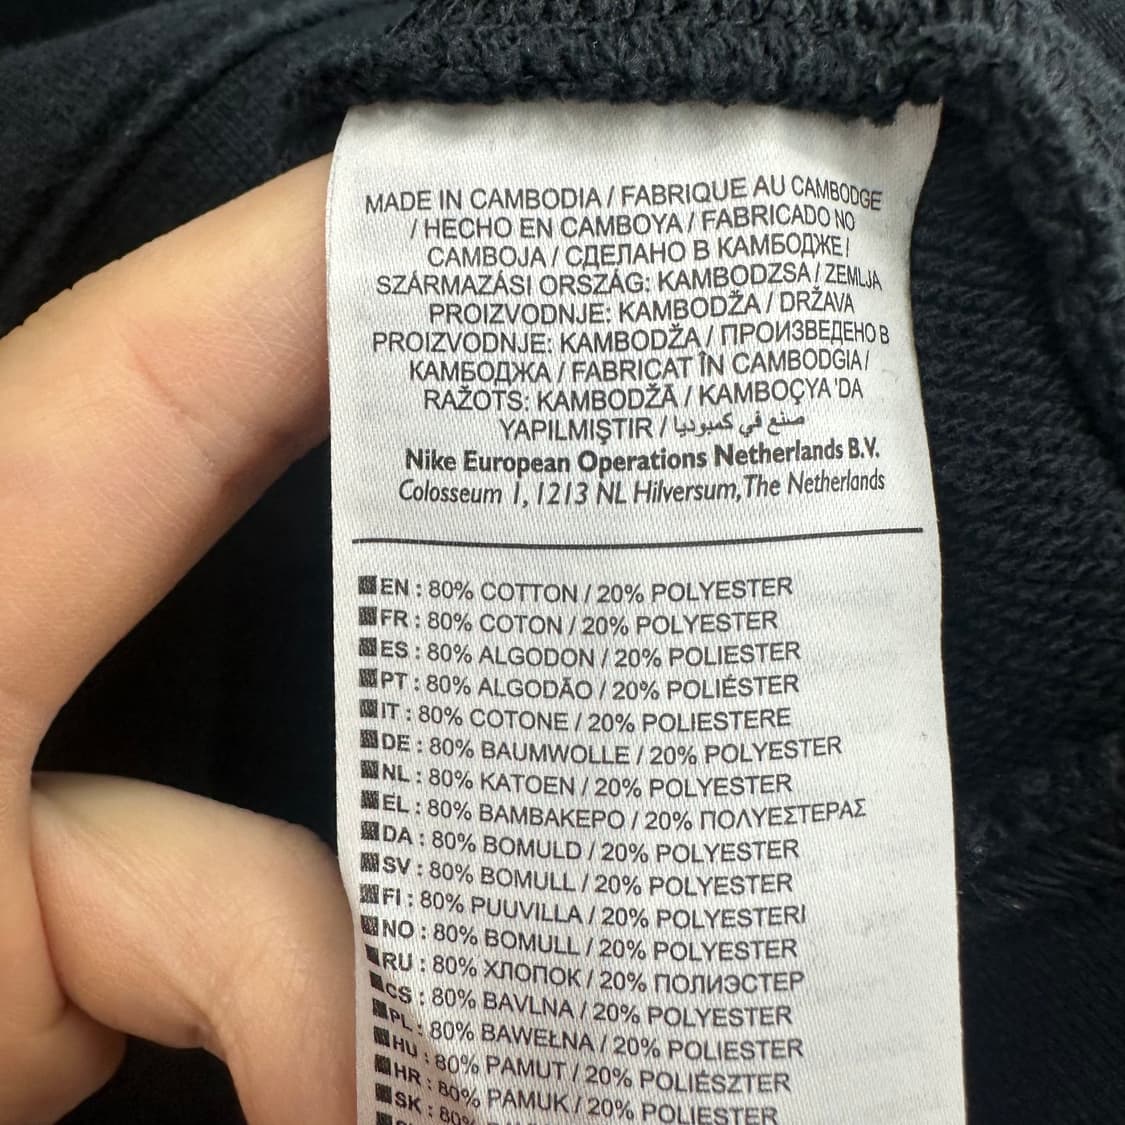 MADE IN CAMBODIA / FABRIQUE AU CAMBODGE
/ HECHO EN CAMBOYA / FABRICADO NO
CAMBOJA / СДЕЛАНО В КАМБОДЖЕ /
SZÁRMAZÁSI ORSZÁG: KAMBODZSA / ZEMLJA
PROIZVODNJE: KAMBODŽA / DRŽAVA
PROIZVODNJE: KAMBODŽA / ПРОИЗВЕДЕНО В
КАМБОДЖА / FABRICAT ÎN CAMBODGIA /
RAŽOTS: KAMBODŽĀ / KAMBOÇYA'DA
YAPILMIŞTIR / صنع في كمبوديا
Nike European Operations Netherlands B.V.
Colosseum 1, 1213 NL Hilversum, The Netherlands
EN : 80% COTTON / 20% POLYESTER
FR : 80% COTON / 20% POLYESTER
ES : 80% ALGODON / 20% POLIESTER
PT : 80% ALGODÃO / 20% POLIÉSTER
IT : 80% COTONE / 20% POLIESTERE
DE : 80% BAUMWOLLE / 20% POLYESTER
NL : 80% KATOEN / 20% POLYESTER
EL : 80% ΒΑΜΒΑΚΕΡΟ / 20% ΠΟΛΥΕΣΤΕΡΑΣ
DA : 80% BOMULD / 20% POLYESTER
SV : 80% BOMULL / 20% POLYESTER
FI : 80% PUUVILLA / 20% POLYESTERI
NO : 80% BOMULL / 20% POLYESTER
RU : 80% ХЛОПОК / 20% ПОЛИЭСТЕР
CS : 80% BAVLNA / 20% POLYESTER
PL : 80% BAWEŁNA / 20% POLYESTER
HU : 80% PAMUT / 20% POLIÉSZTER
HR : 80% PAMUK / 20% POLIESTER
SK : 80%